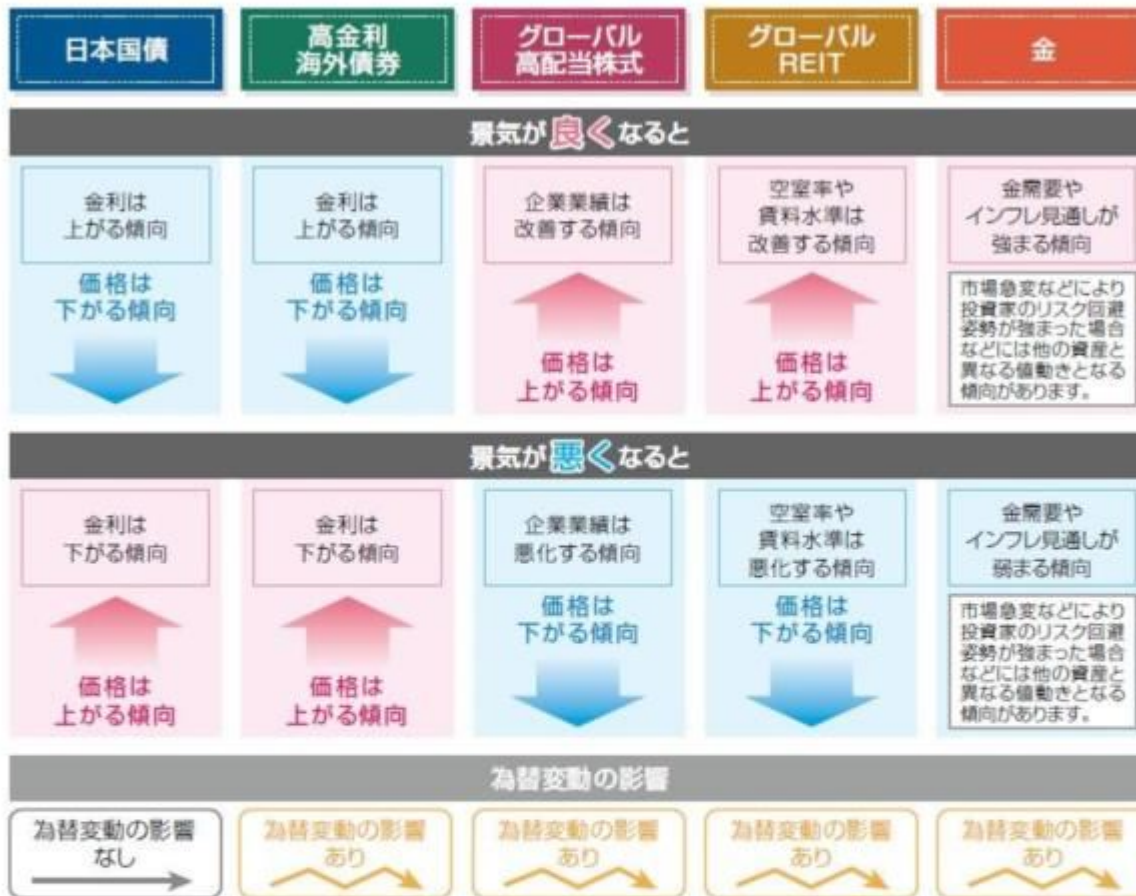 日本国債
高金利
海外債券
グローバル
高配当株式
グローバル
REIT
金
景気が良くなると
金利は
上がる傾向
価格は
下がる傾向
金利は
上がる傾向
価格は
下がる傾向
企業業績は
改善する傾向
価格は
上がる傾向
空室率や
賃料水準は
改善する傾向
価格は
上がる傾向
金需要や
インフレ見通しが
強まる傾向
市場急変などにより
投資家のリスク回避
姿勢が強まった場合
などには他の資産と
異なる値動きとなる
傾向があります。
景気が悪くなると
金利は
下がる傾向
価格は
上がる傾向
金利は
下がる傾向
価格は
上がる傾向
企業業績は
悪化する傾向
価格は
下がる傾向
空室率や
賃料水準は
悪化する傾向
価格は
下がる傾向
金需要や
インフレ見通しが
弱まる傾向
市場急変などにより
投資家のリスク回避
姿勢が強まった場合
などには他の資産と
異なる値動きとなる
傾向があります。
為替変動の影響
為替変動の影響
なし
為替変動の影響
あり
為替変動の影響
あり
為替変動の影響
あり
為替変動の影響
あり